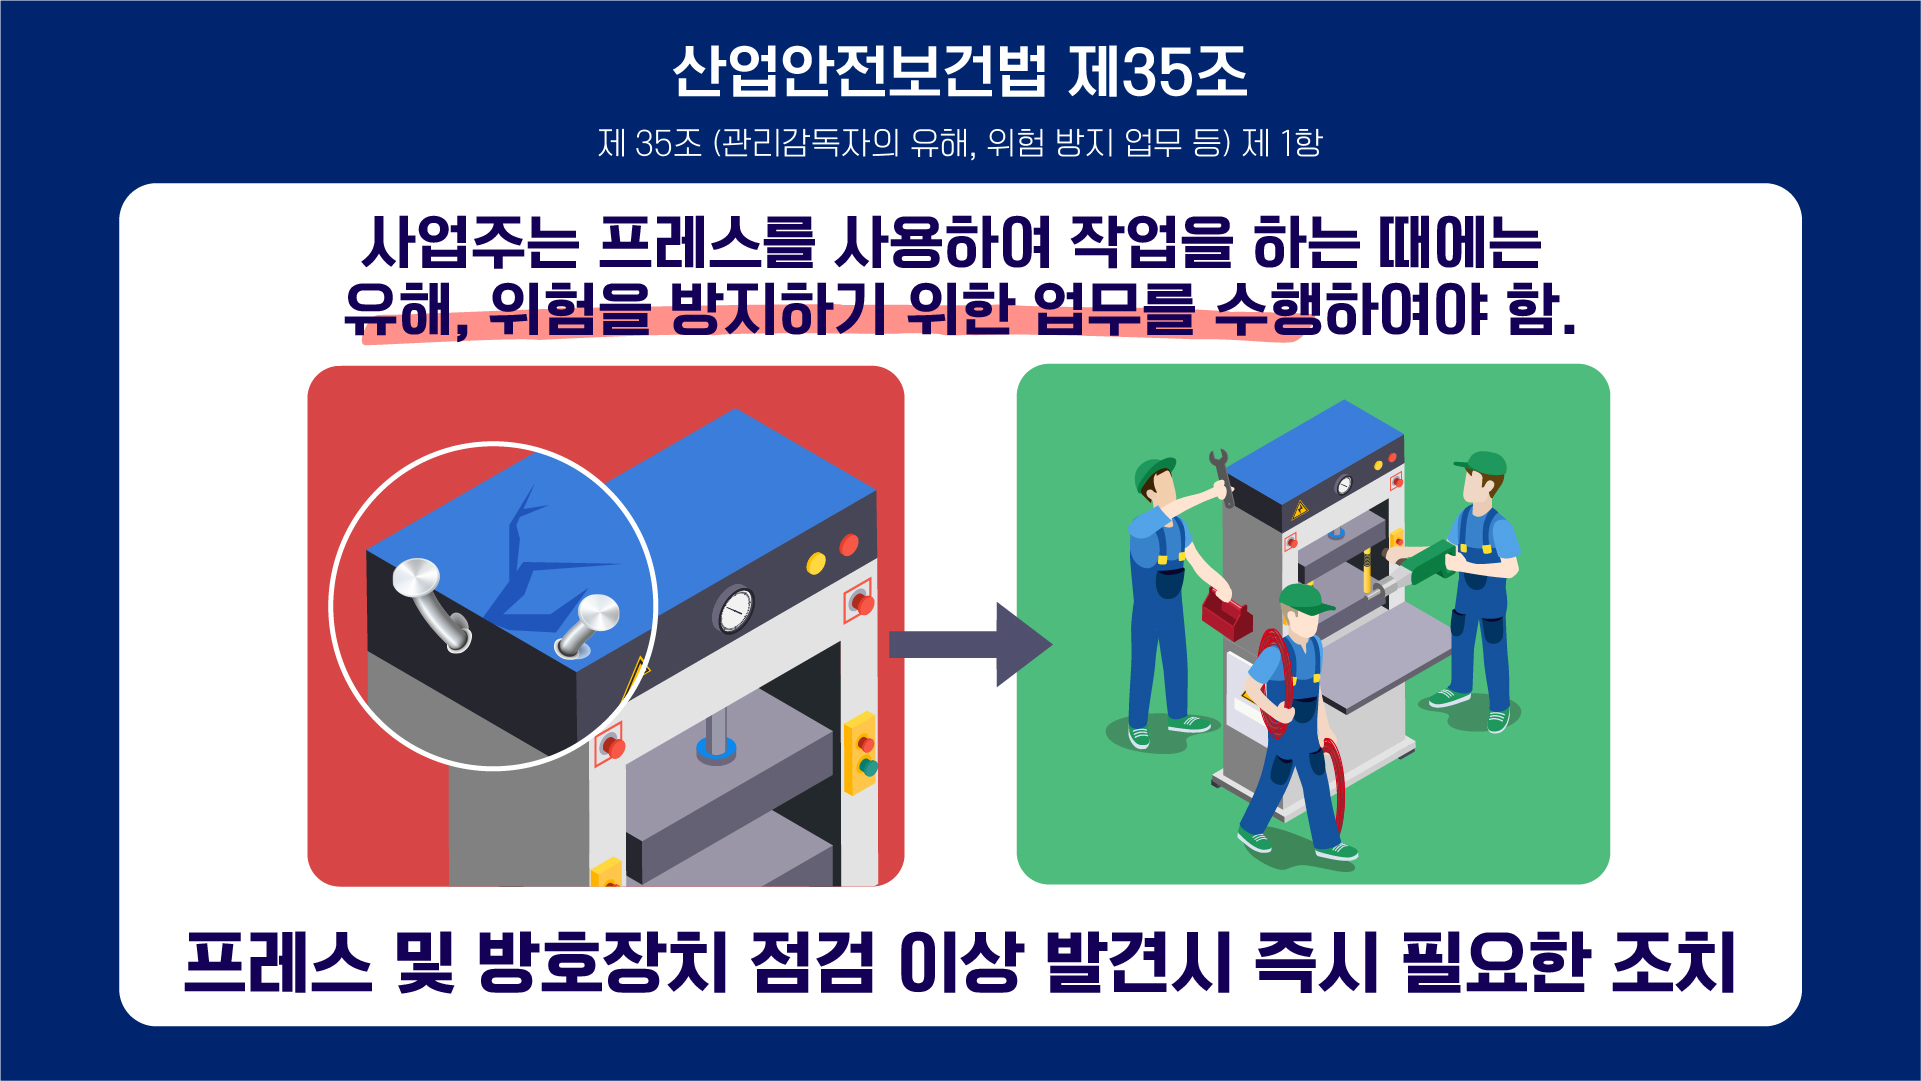 산업안전보건법 제35조
제 35조 (관리감독자의 유해, 위험 방지 업무 등) 제 1항
사업주는 프레스를 사용하여 작업을 하는 때에는
유해, 위험을 방지하기 위한 업무를 수행하여야 함.
프레스 및 방호장치 점검 이상 발견시 즉시 필요한 조치